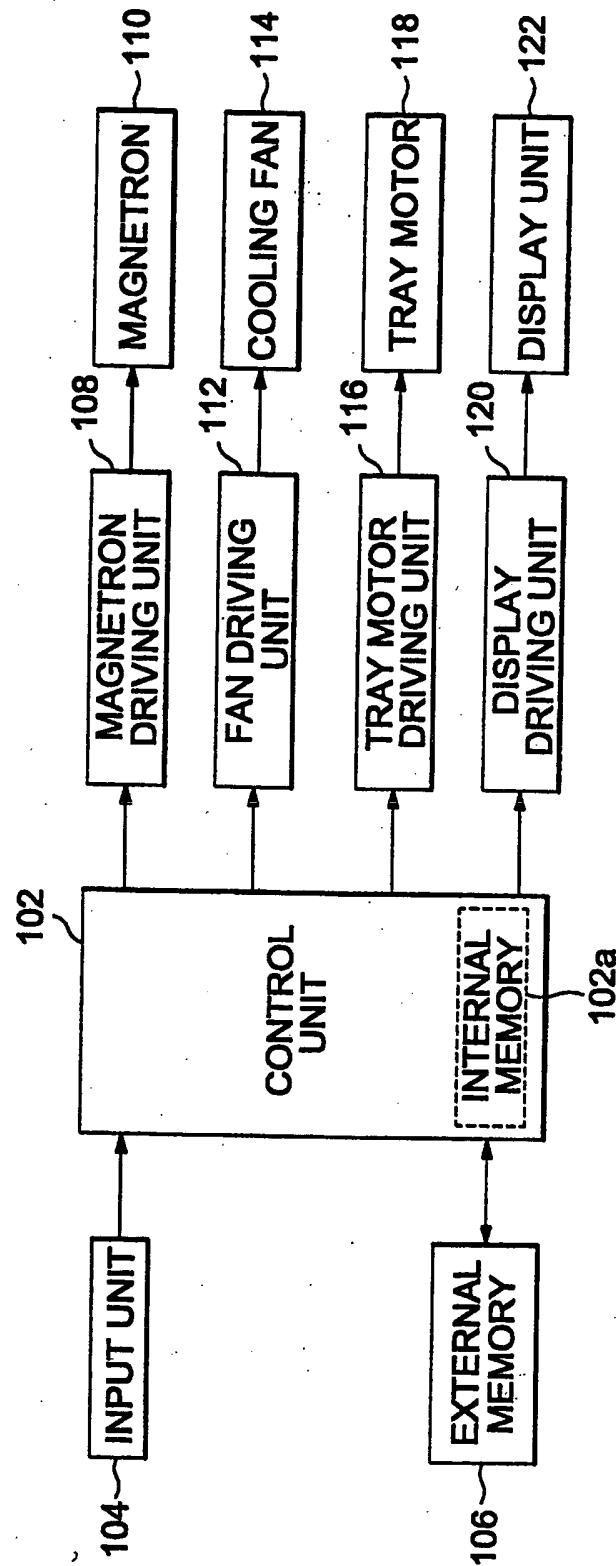 102
CONTROL
UNIT
INTERNAL
MEMORY
102a
104
INPUT UNIT
106
EXTERNAL
MEMORY
108
MAGNETRON
DRIVING UNIT
110
MAGNETRON
112
FAN DRIVING
UNIT
114
COOLING FAN
116
TRAY MOTOR
DRIVING UNIT
118
TRAY MOTOR
120
DISPLAY
DRIVING UNIT
122
DISPLAY UNIT